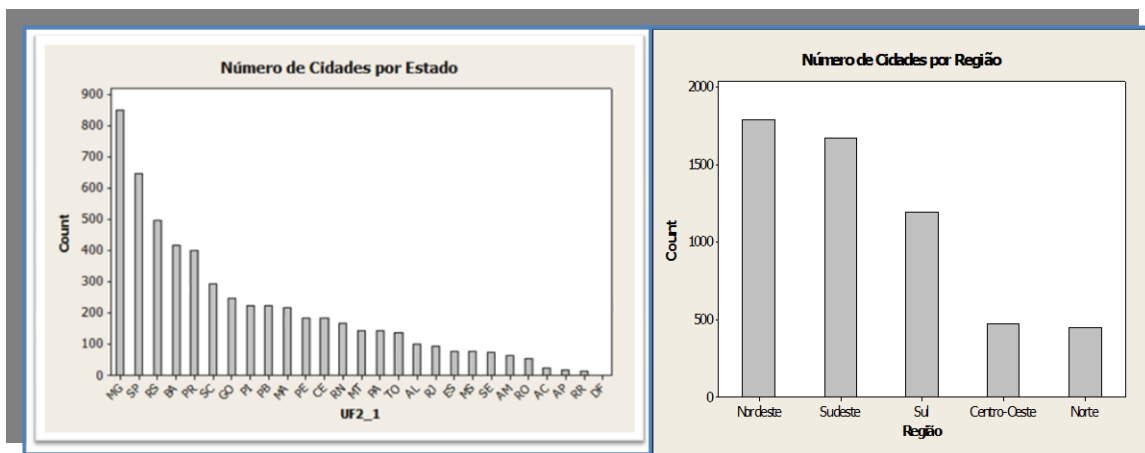 Número de Cidades por Estado
900
800
700
600
500
400
300
200
100
0
Count
MG SP RS BA PR SC GO PI PB MA PE CE RN MT PA TO AL RJ ES MS SE AM RO AC AP RR DF
UF2_1
Número de Cidades por Região
2000
1500
1000
500
0
Count
Nordeste Sudeste Sul Centro-Oeste Norte
Região